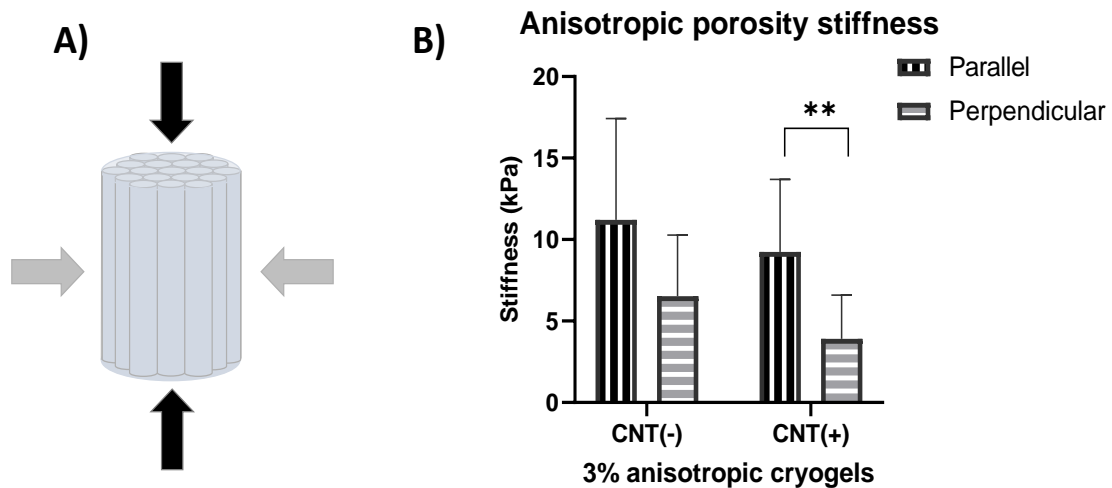 A)
B)
Anisotropic porosity stiffness
Parallel
Perpendicular
**
Stiffness (kPa)
20
15
10
5
0
CNT(-)
CNT(+)
3% anisotropic cryogels